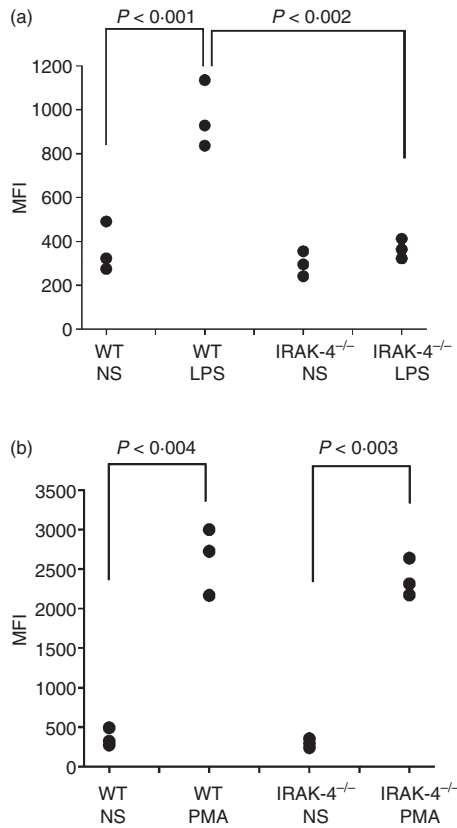 (a)
P < 0·001
P < 0·002
1200
1000
800
600
400
200
0
MFI
WT NS
WT LPS
IRAK-4⁻/⁻ NS
IRAK-4⁻/⁻ LPS
(b)
P < 0·004
P < 0·003
3500
3000
2500
2000
1500
1000
500
0
MFI
WT NS
WT PMA
IRAK-4⁻/⁻ NS
IRAK-4⁻/⁻ PMA